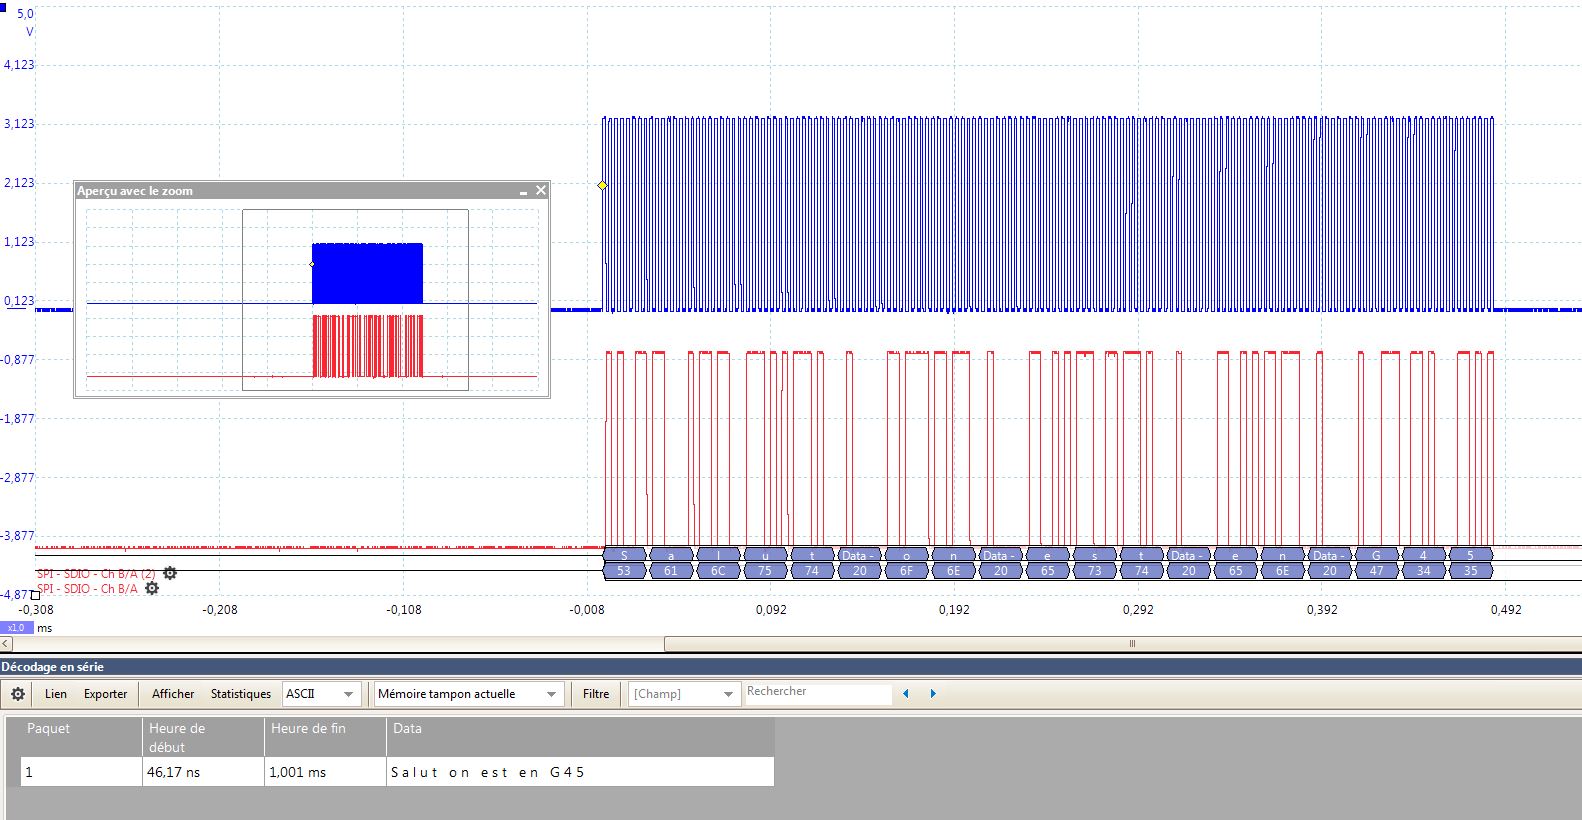 5,0
V
4,123
3,123
2,123
1,123
0,123
-0,877
-1,877
-2,877
-3,877
-4,877
Aperçu avec le zoom
S a l u t Data - o n Data - e s t Data - e n Data - G 4 5
53 61 6C 75 74 20 6F 6E 20 65 73 74 20 65 6E 20 47 34 35
SPI - SDIO - Ch B/A (2)
SPI - SDIO - Ch B/A
-0,308 -0,208 -0,108 -0,008 0,092 0,192 0,292 0,392 0,492
x1,0 ms
Décodage en série
Lien Exporter Afficher Statistiques ASCII Mémoire tampon actuelle Filtre [Champ] Rechercher
Paquet Heure de début Heure de fin Data
1 46,17 ns 1,001 ms S a l u t  o n  e s t  e n  G 4 5